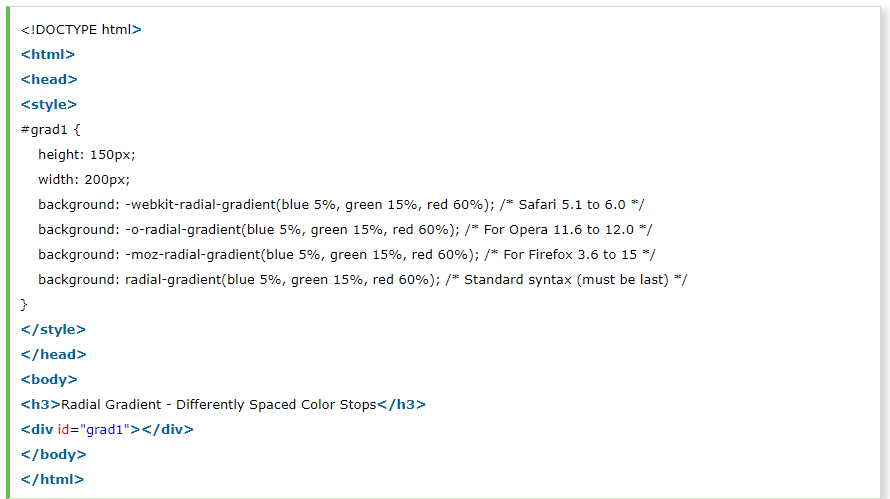 <!DOCTYPE html>
<html>
<head>
<style>
#grad1 {
    height: 150px;
    width: 200px;
    background: -webkit-radial-gradient(blue 5%, green 15%, red 60%); /* Safari 5.1 to 6.0 */
    background: -o-radial-gradient(blue 5%, green 15%, red 60%); /* For Opera 11.6 to 12.0 */
    background: -moz-radial-gradient(blue 5%, green 15%, red 60%); /* For Firefox 3.6 to 15 */
    background: radial-gradient(blue 5%, green 15%, red 60%); /* Standard syntax (must be last) */
}
</style>
</head>
<body>
<h3>Radial Gradient - Differently Spaced Color Stops</h3>
<div id="grad1"></div>
</body>
</html>